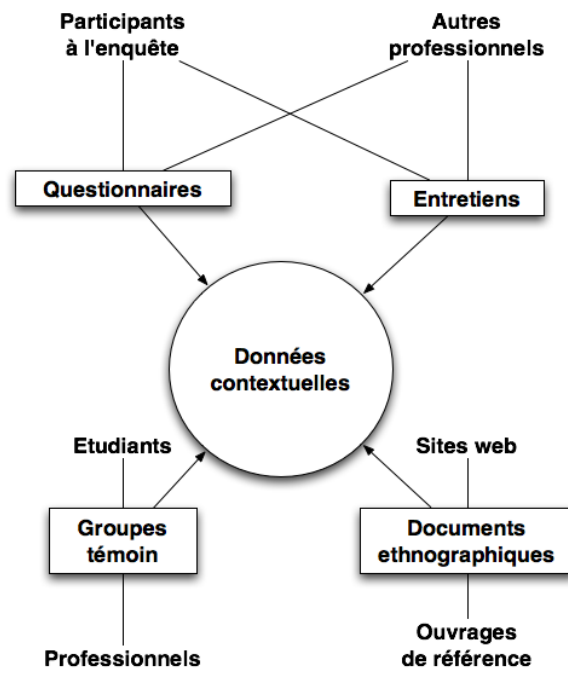 Participants
à l'enquête
Autres
professionnels
Questionnaires
Entretiens
Données
contextuelles
Etudiants
Sites web
Groupes
témoin
Documents
ethnographiques
Professionnels
Ouvrages
de référence